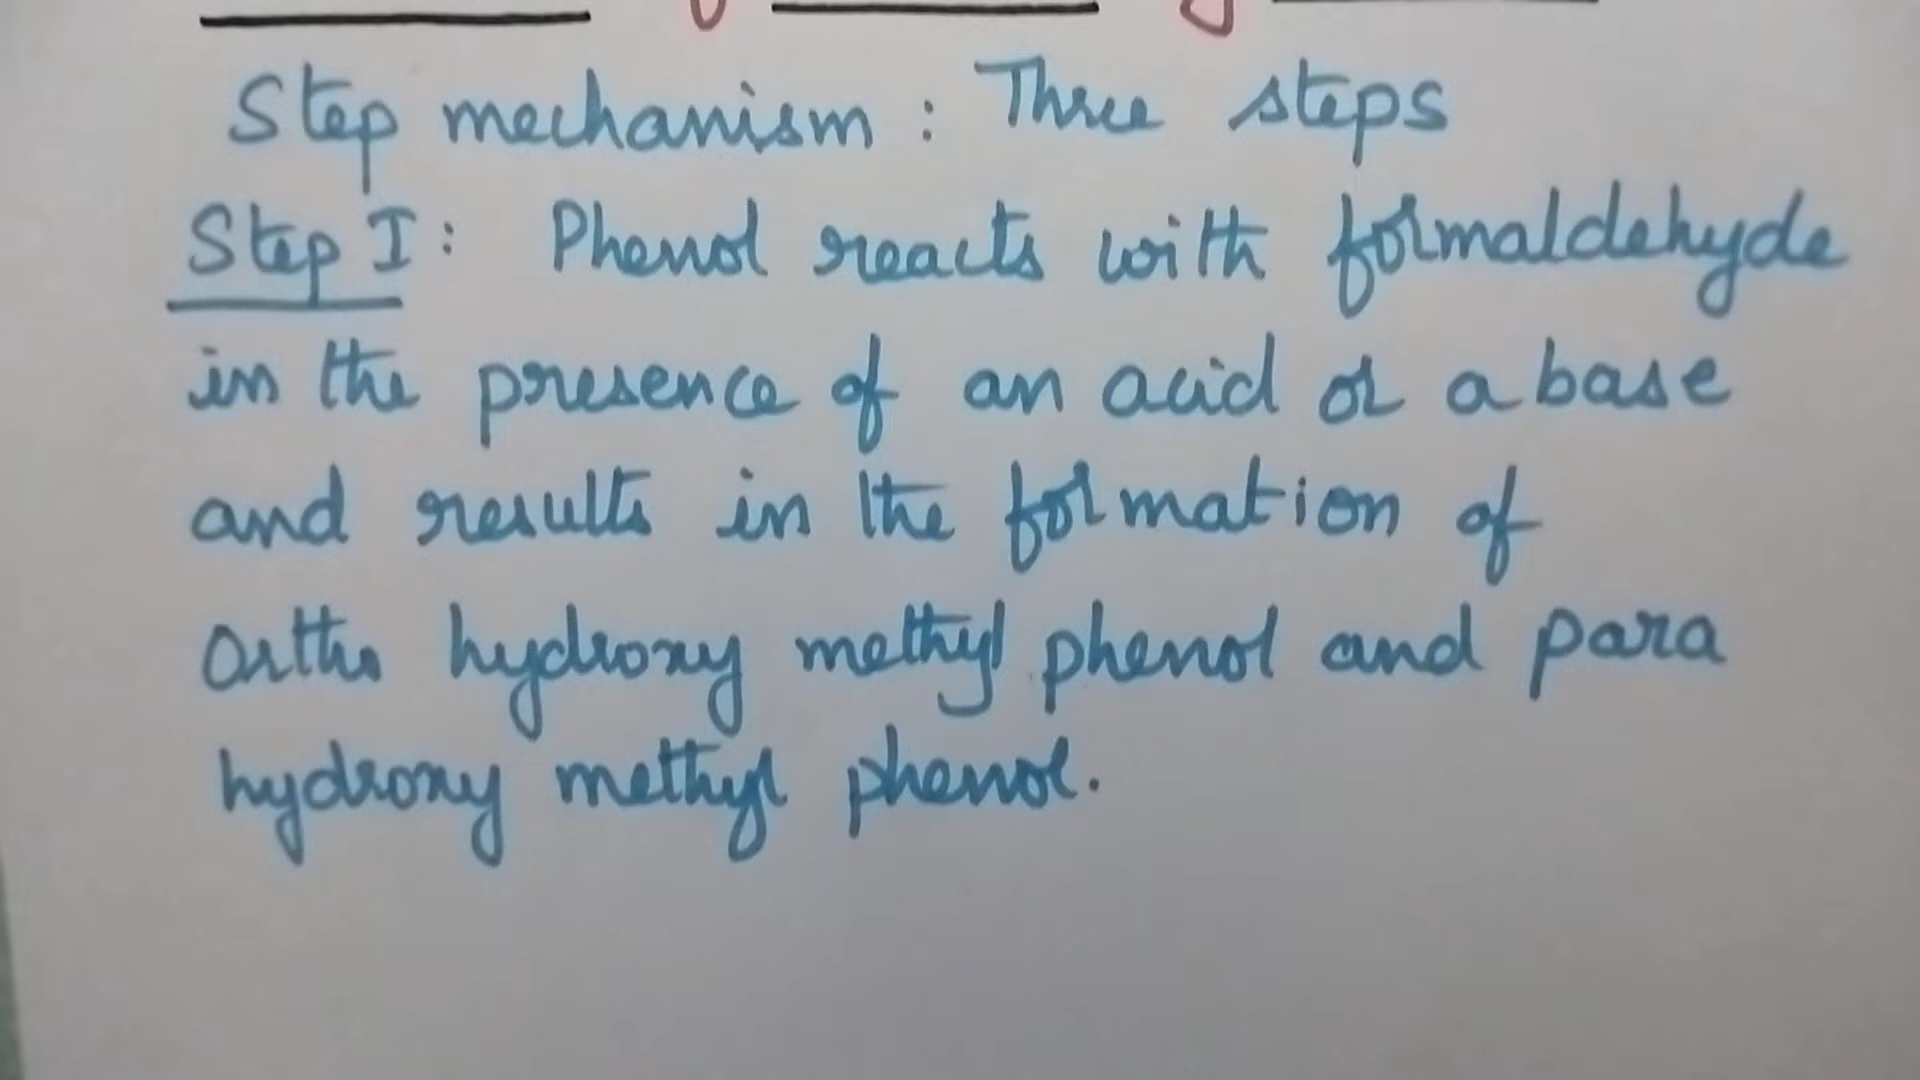 Step mechanism : Three steps
Step I : Phenol reacts with formaldehyde
in the presence of an acid or a base
and results in the formation of
Ortho hydroxy methyl phenol and para
hydroxy methyl phenol.